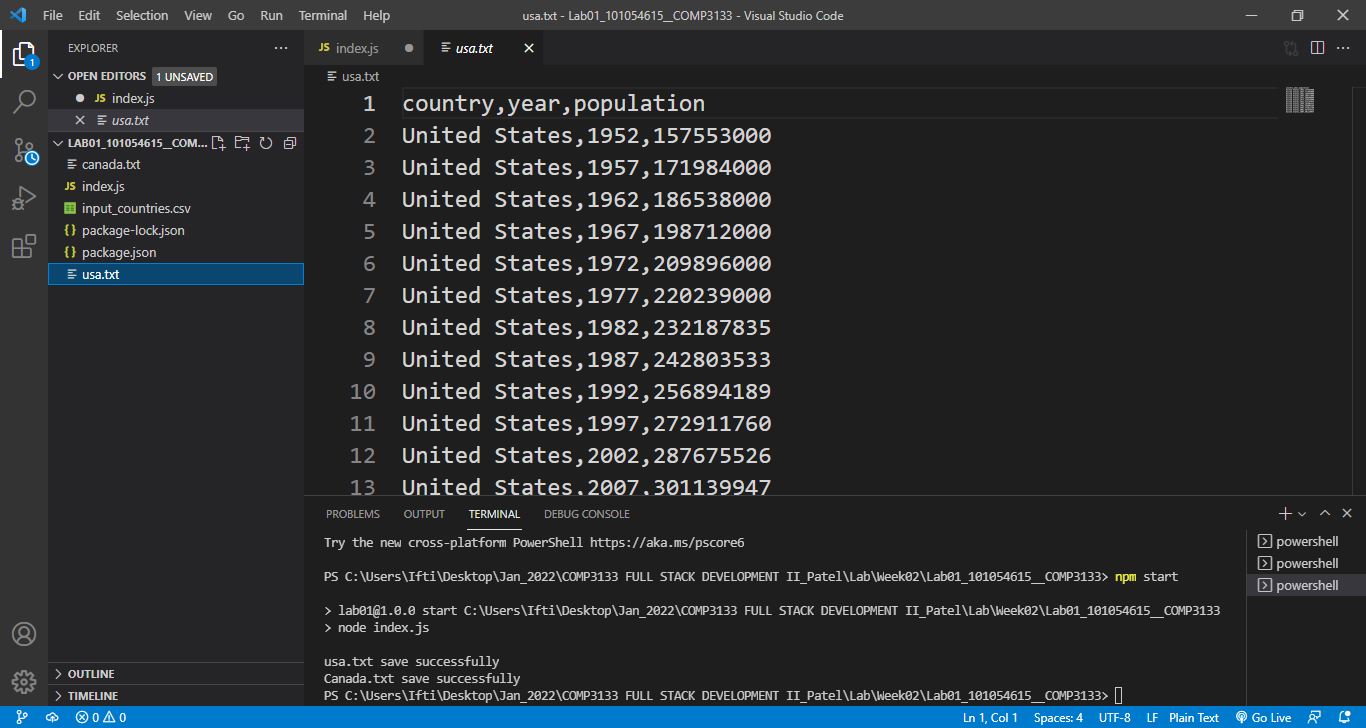 File Edit Selection View Go Run Terminal Help usa.txt - Lab01_101054615__COMP3133 - Visual Studio Code
EXPLORER
OPEN EDITORS 1 UNSAVED
JS index.js
usa.txt
LAB01_101054615__COM...
canada.txt
JS index.js
input_countries.csv
{} package-lock.json
{} package.json
usa.txt
OUTLINE
TIMELINE
1
JS index.js usa.txt
usa.txt
1 country,year,population
2 United States,1952,157553000
3 United States,1957,171984000
4 United States,1962,186538000
5 United States,1967,198712000
6 United States,1972,209896000
7 United States,1977,220239000
8 United States,1982,232187835
9 United States,1987,242803533
10 United States,1992,256894189
11 United States,1997,272911760
12 United States,2002,287675526
13 United States,2007,301139947
PROBLEMS OUTPUT TERMINAL DEBUG CONSOLE
Try the new cross-platform PowerShell https://aka.ms/pscore6
PS C:\Users\Ifti\Desktop\Jan_2022\COMP3133 FULL STACK DEVELOPMENT II_Patel\Lab\Week02\Lab01_101054615__COMP3133> npm start
> lab01@1.0.0 start C:\Users\Ifti\Desktop\Jan_2022\COMP3133 FULL STACK DEVELOPMENT II_Patel\Lab\Week02\Lab01_101054615__COMP3133
> node index.js
usa.txt save successfully
Canada.txt save successfully
PS C:\Users\Ifti\Desktop\Jan_2022\COMP3133 FULL STACK DEVELOPMENT II_Patel\Lab\Week02\Lab01_101054615__COMP3133>
powershell
powershell
powershell
0 0 Ln 1, Col 1 Spaces: 4 UTF-8 LF Plain Text Go Live